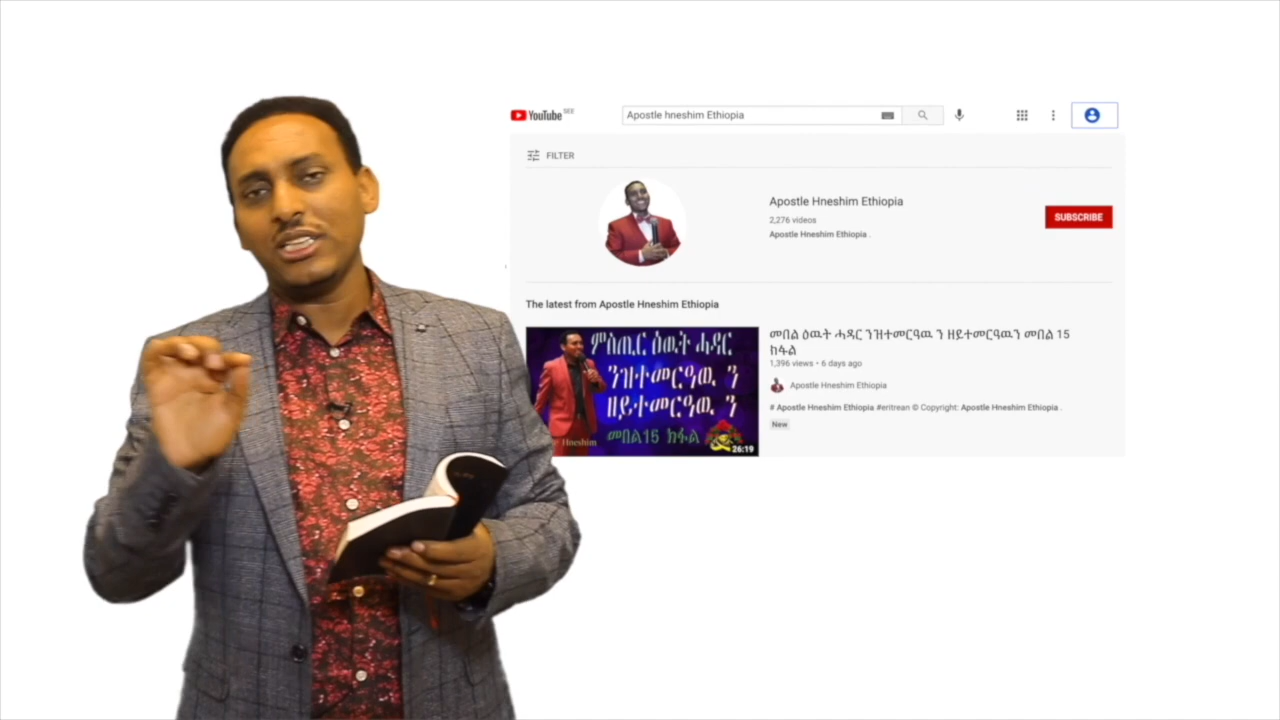 YouTube SEE
Apostle hneshim Ethiopia
FILTER
Apostle Hneshim Ethiopia
2,276 videos
SUBSCRIBE
Apostle Hneshim Ethiopia .
The latest from Apostle Hneshim Ethiopia
ምስጢር ዕዉት ሓዳር
ንዝተመርዓዉ ን
ዘይተመርዓዉ ን
Hneshim
መበል15 ክፋል
26:19
መበል ዕዉት ሓዳር ንዝተመርዓዉ ን ዘይተመርዓዉን መበል 15
ክፋል
1,396 views • 6 days ago
Apostle Hneshim Ethiopia
# Apostle Hneshim Ethiopia #eritrean © Copyright: Apostle Hneshim Ethiopia .
New